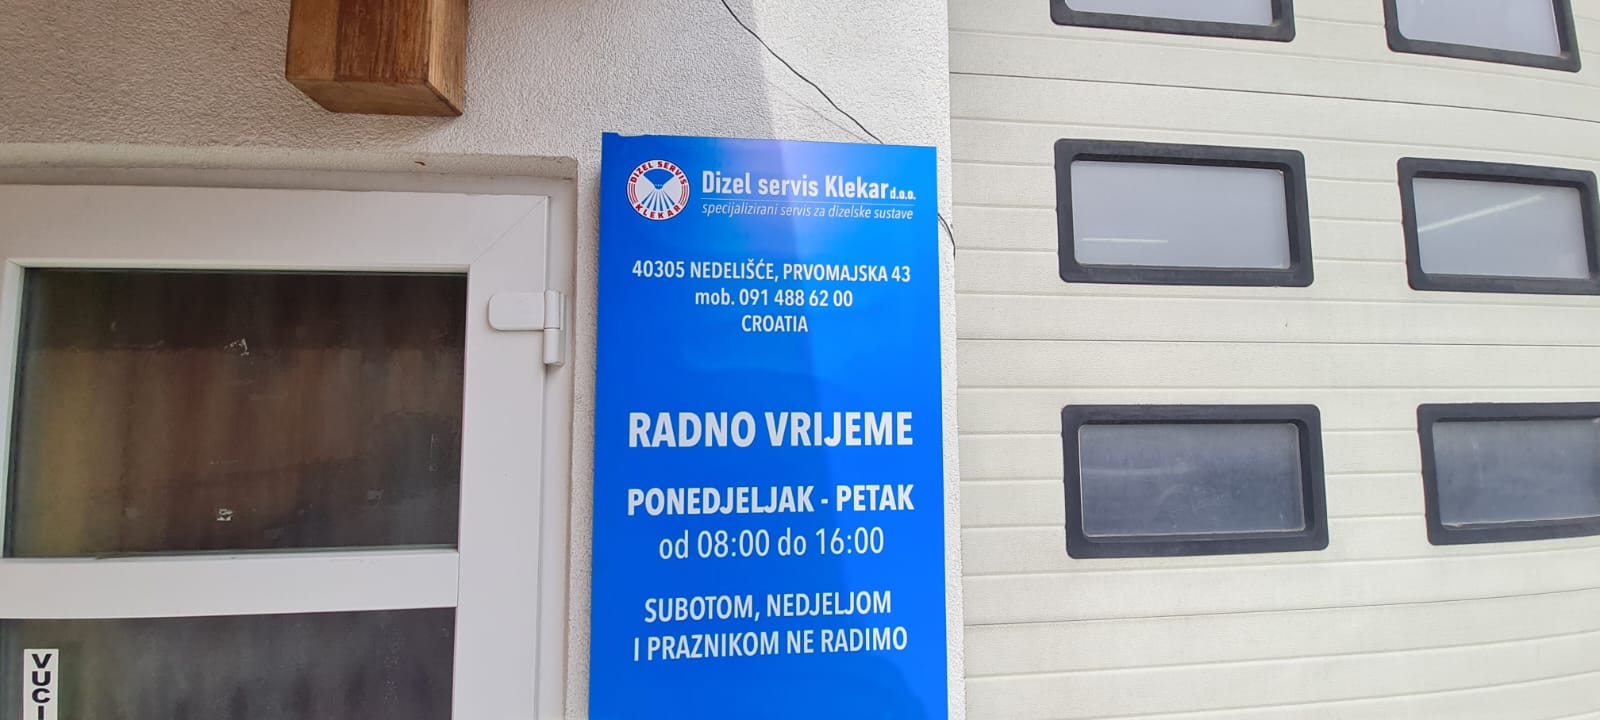 DIZEL SERVIS
KLEKAR
Dizel servis Klekar d.o.o.
specijalizirani servis za dizelske sustave
40305 NEDELIŠĆE, PRVOMAJSKA 43
mob. 091 488 62 00
CROATIA
RADNO VRIJEME
PONEDJELJAK - PETAK
od 08:00 do 16:00
SUBOTOM, NEDJELJOM
I PRAZNIKOM NE RADIMO
VUCI